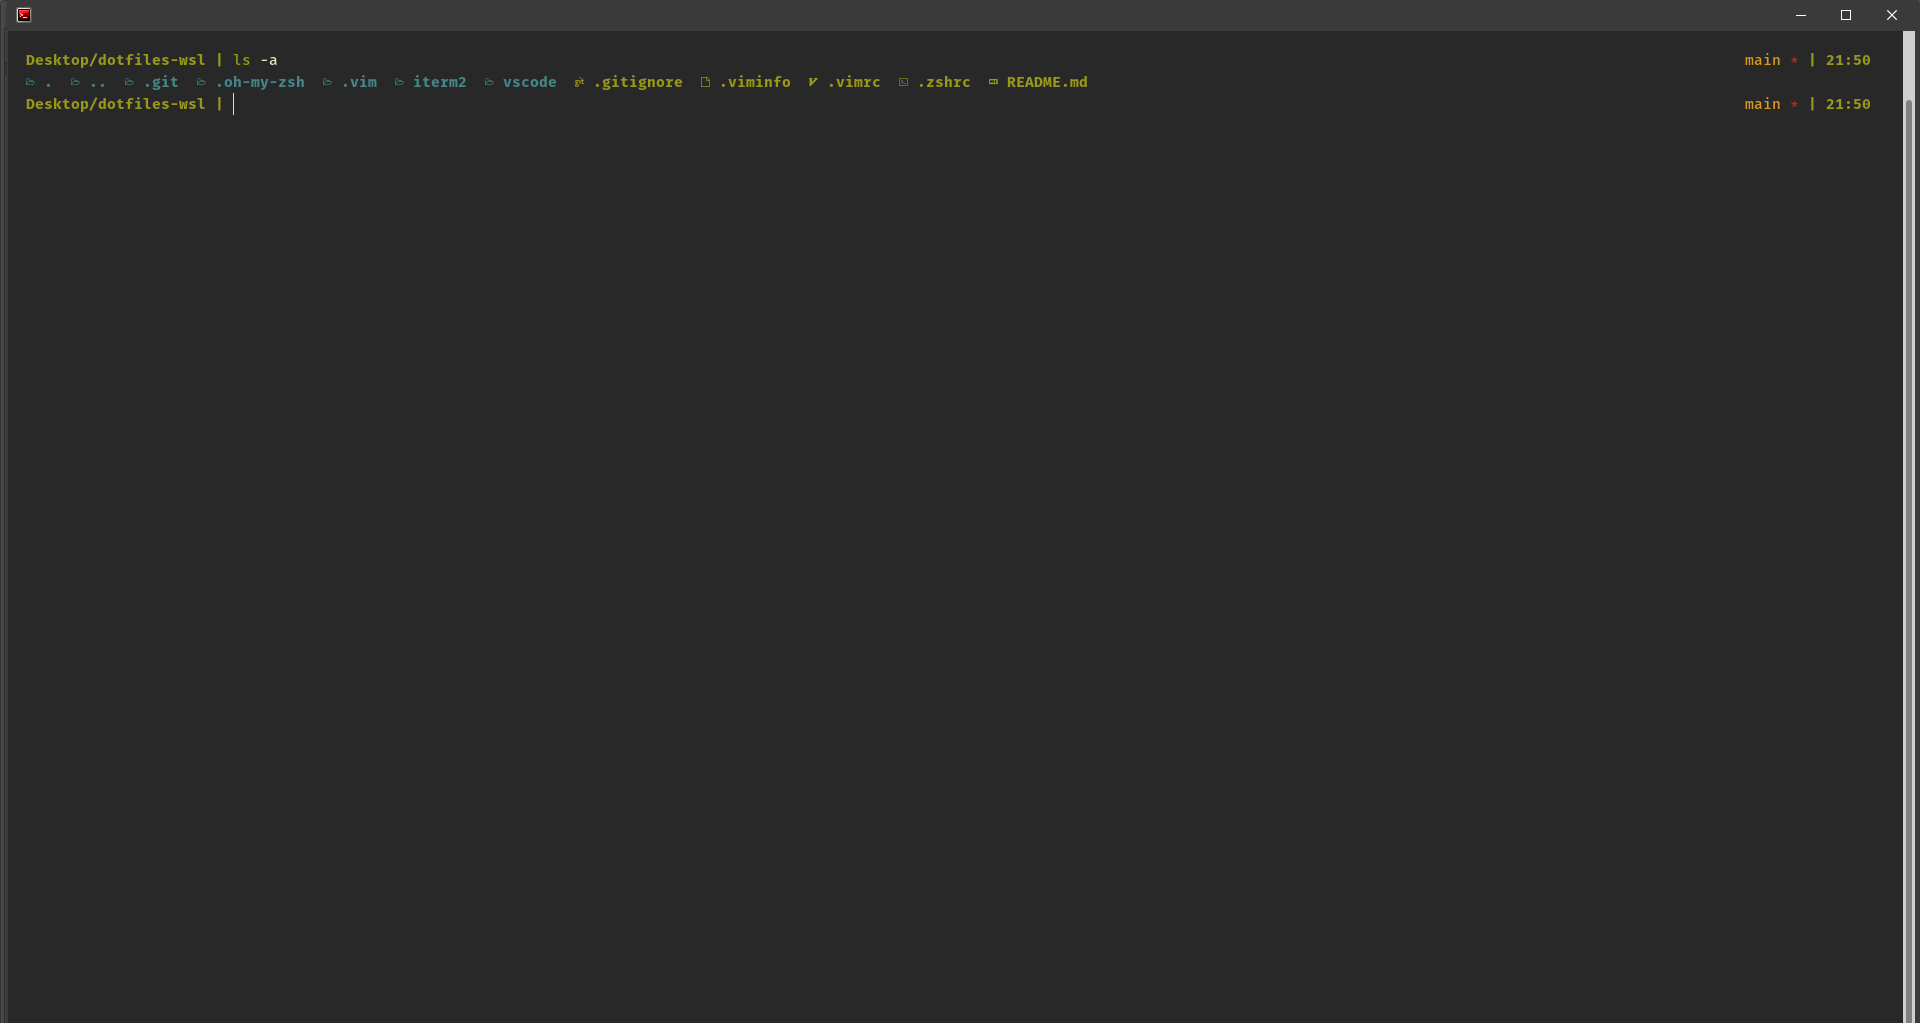 Desktop/dotfiles-wsl | ls -a main * | 21:50
. .. .git .oh-my-zsh .vim iterm2 vscode .gitignore .viminfo .vimrc .zshrc README.md
Desktop/dotfiles-wsl | main * | 21:50